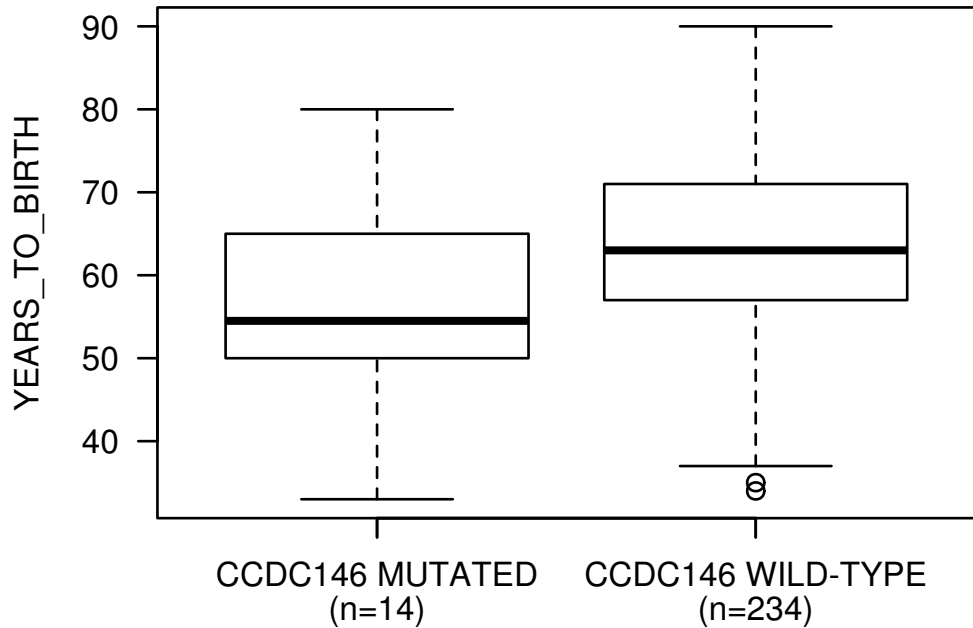 YEARS_TO_BIRTH
90
80
70
60
50
40
CCDC146 MUTATED
(n=14)
CCDC146 WILD-TYPE
(n=234)